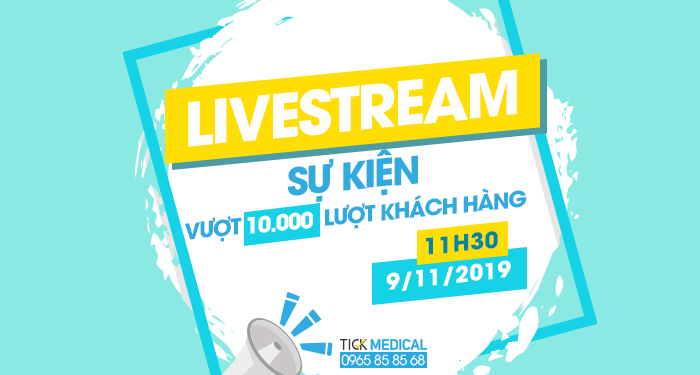 LIVESTREAM
SỰ KIỆN
VƯỢT 10.000 LƯỢT KHÁCH HÀNG
11H30
9/11/2019
TICK MEDICAL
0965 85 85 68